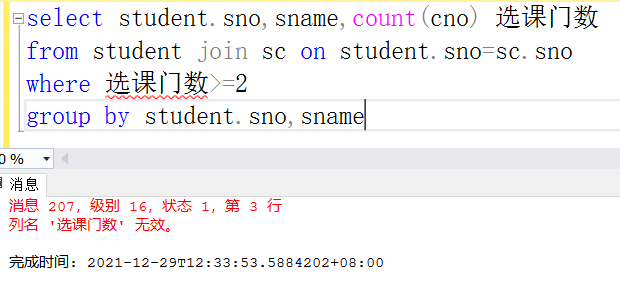 select student.sno,sname,count(cno) 选课门数
from student join sc on student.sno=sc.sno
where 选课门数>=2
group by student.sno,sname
0 %
消息
消息 207，级别 16，状态 1，第 3 行
列名 '选课门数' 无效。
完成时间：2021-12-29T12:33:53.5884202+08:00